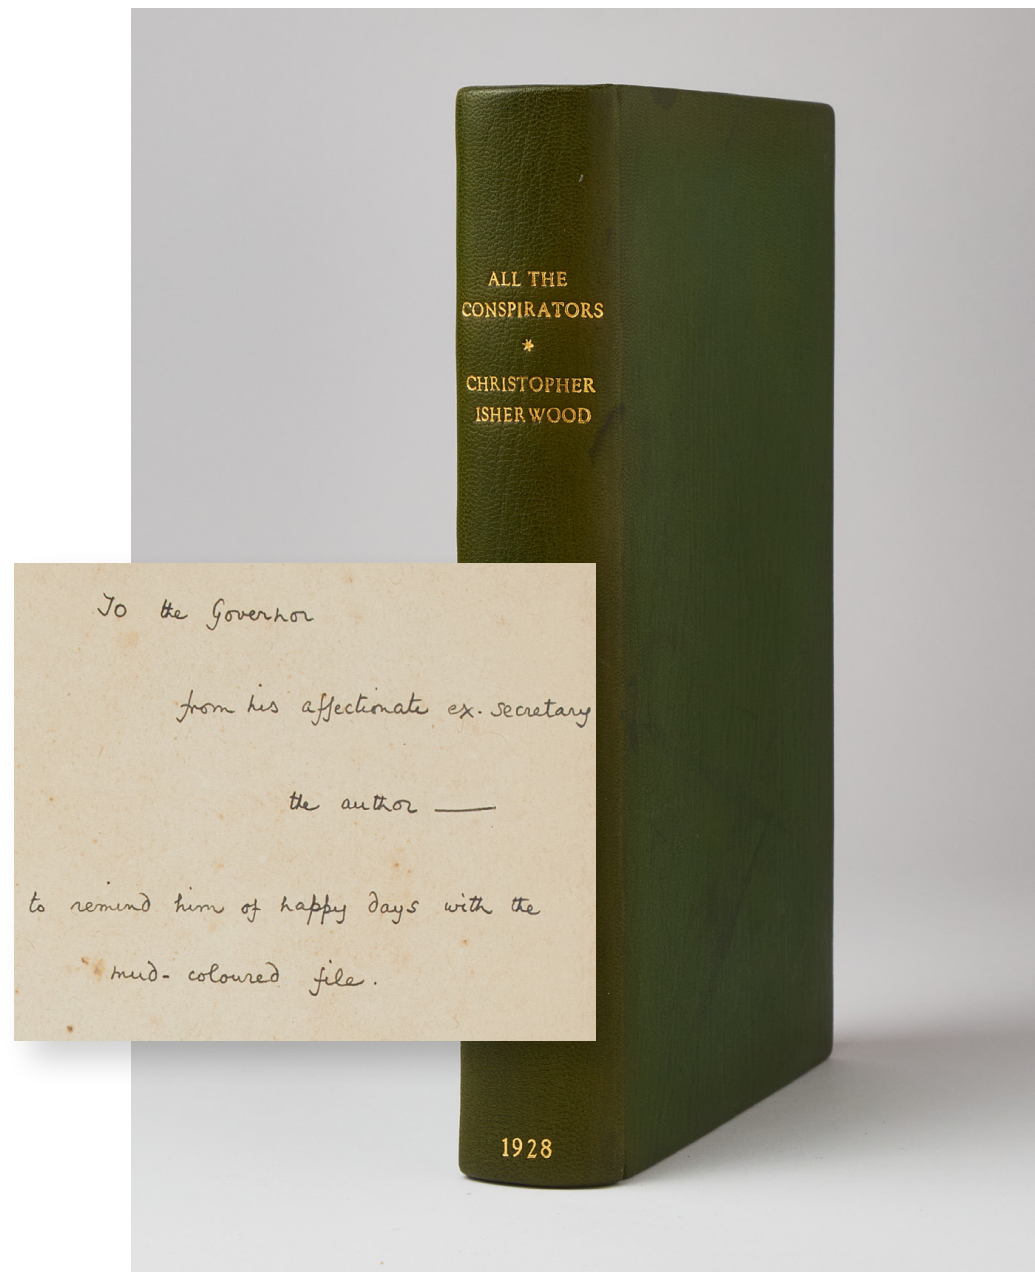 ALL THE
CONSPIRATORS
*
CHRISTOPHER
ISHERWOOD
To the Governor
from his affectionate ex-secretary
the author —
to remind him of happy days with the
mud-coloured file.
1928